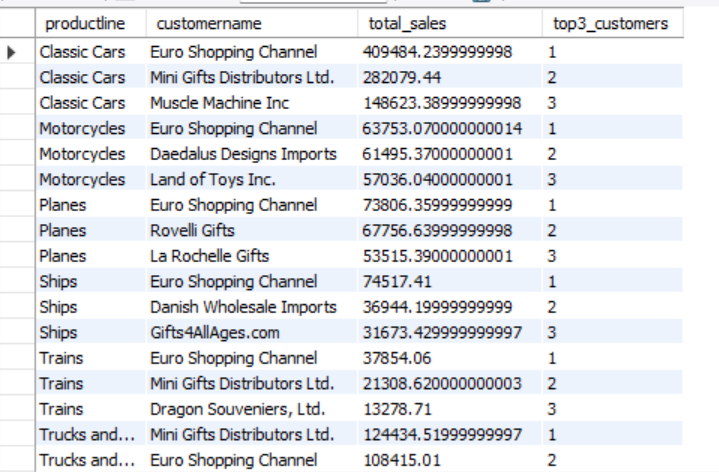 productline customername total_sales top3_customers
Classic Cars Euro Shopping Channel 409484.2399999998 1
Classic Cars Mini Gifts Distributors Ltd. 282079.44 2
Classic Cars Muscle Machine Inc 148623.38999999998 3
Motorcycles Euro Shopping Channel 63753.070000000014 1
Motorcycles Daedalus Designs Imports 61495.37000000001 2
Motorcycles Land of Toys Inc. 57036.04000000001 3
Planes Euro Shopping Channel 73806.35999999999 1
Planes Rovelli Gifts 67756.63999999998 2
Planes La Rochelle Gifts 53515.39000000001 3
Ships Euro Shopping Channel 74517.41 1
Ships Danish Wholesale Imports 36944.19999999999 2
Ships Gifts4AllAges.com 31673.429999999997 3
Trains Euro Shopping Channel 37854.06 1
Trains Mini Gifts Distributors Ltd. 21308.620000000003 2
Trains Dragon Souveniers, Ltd. 13278.71 3
Trucks and... Mini Gifts Distributors Ltd. 124434.51999999997 1
Trucks and... Euro Shopping Channel 108415.01 2